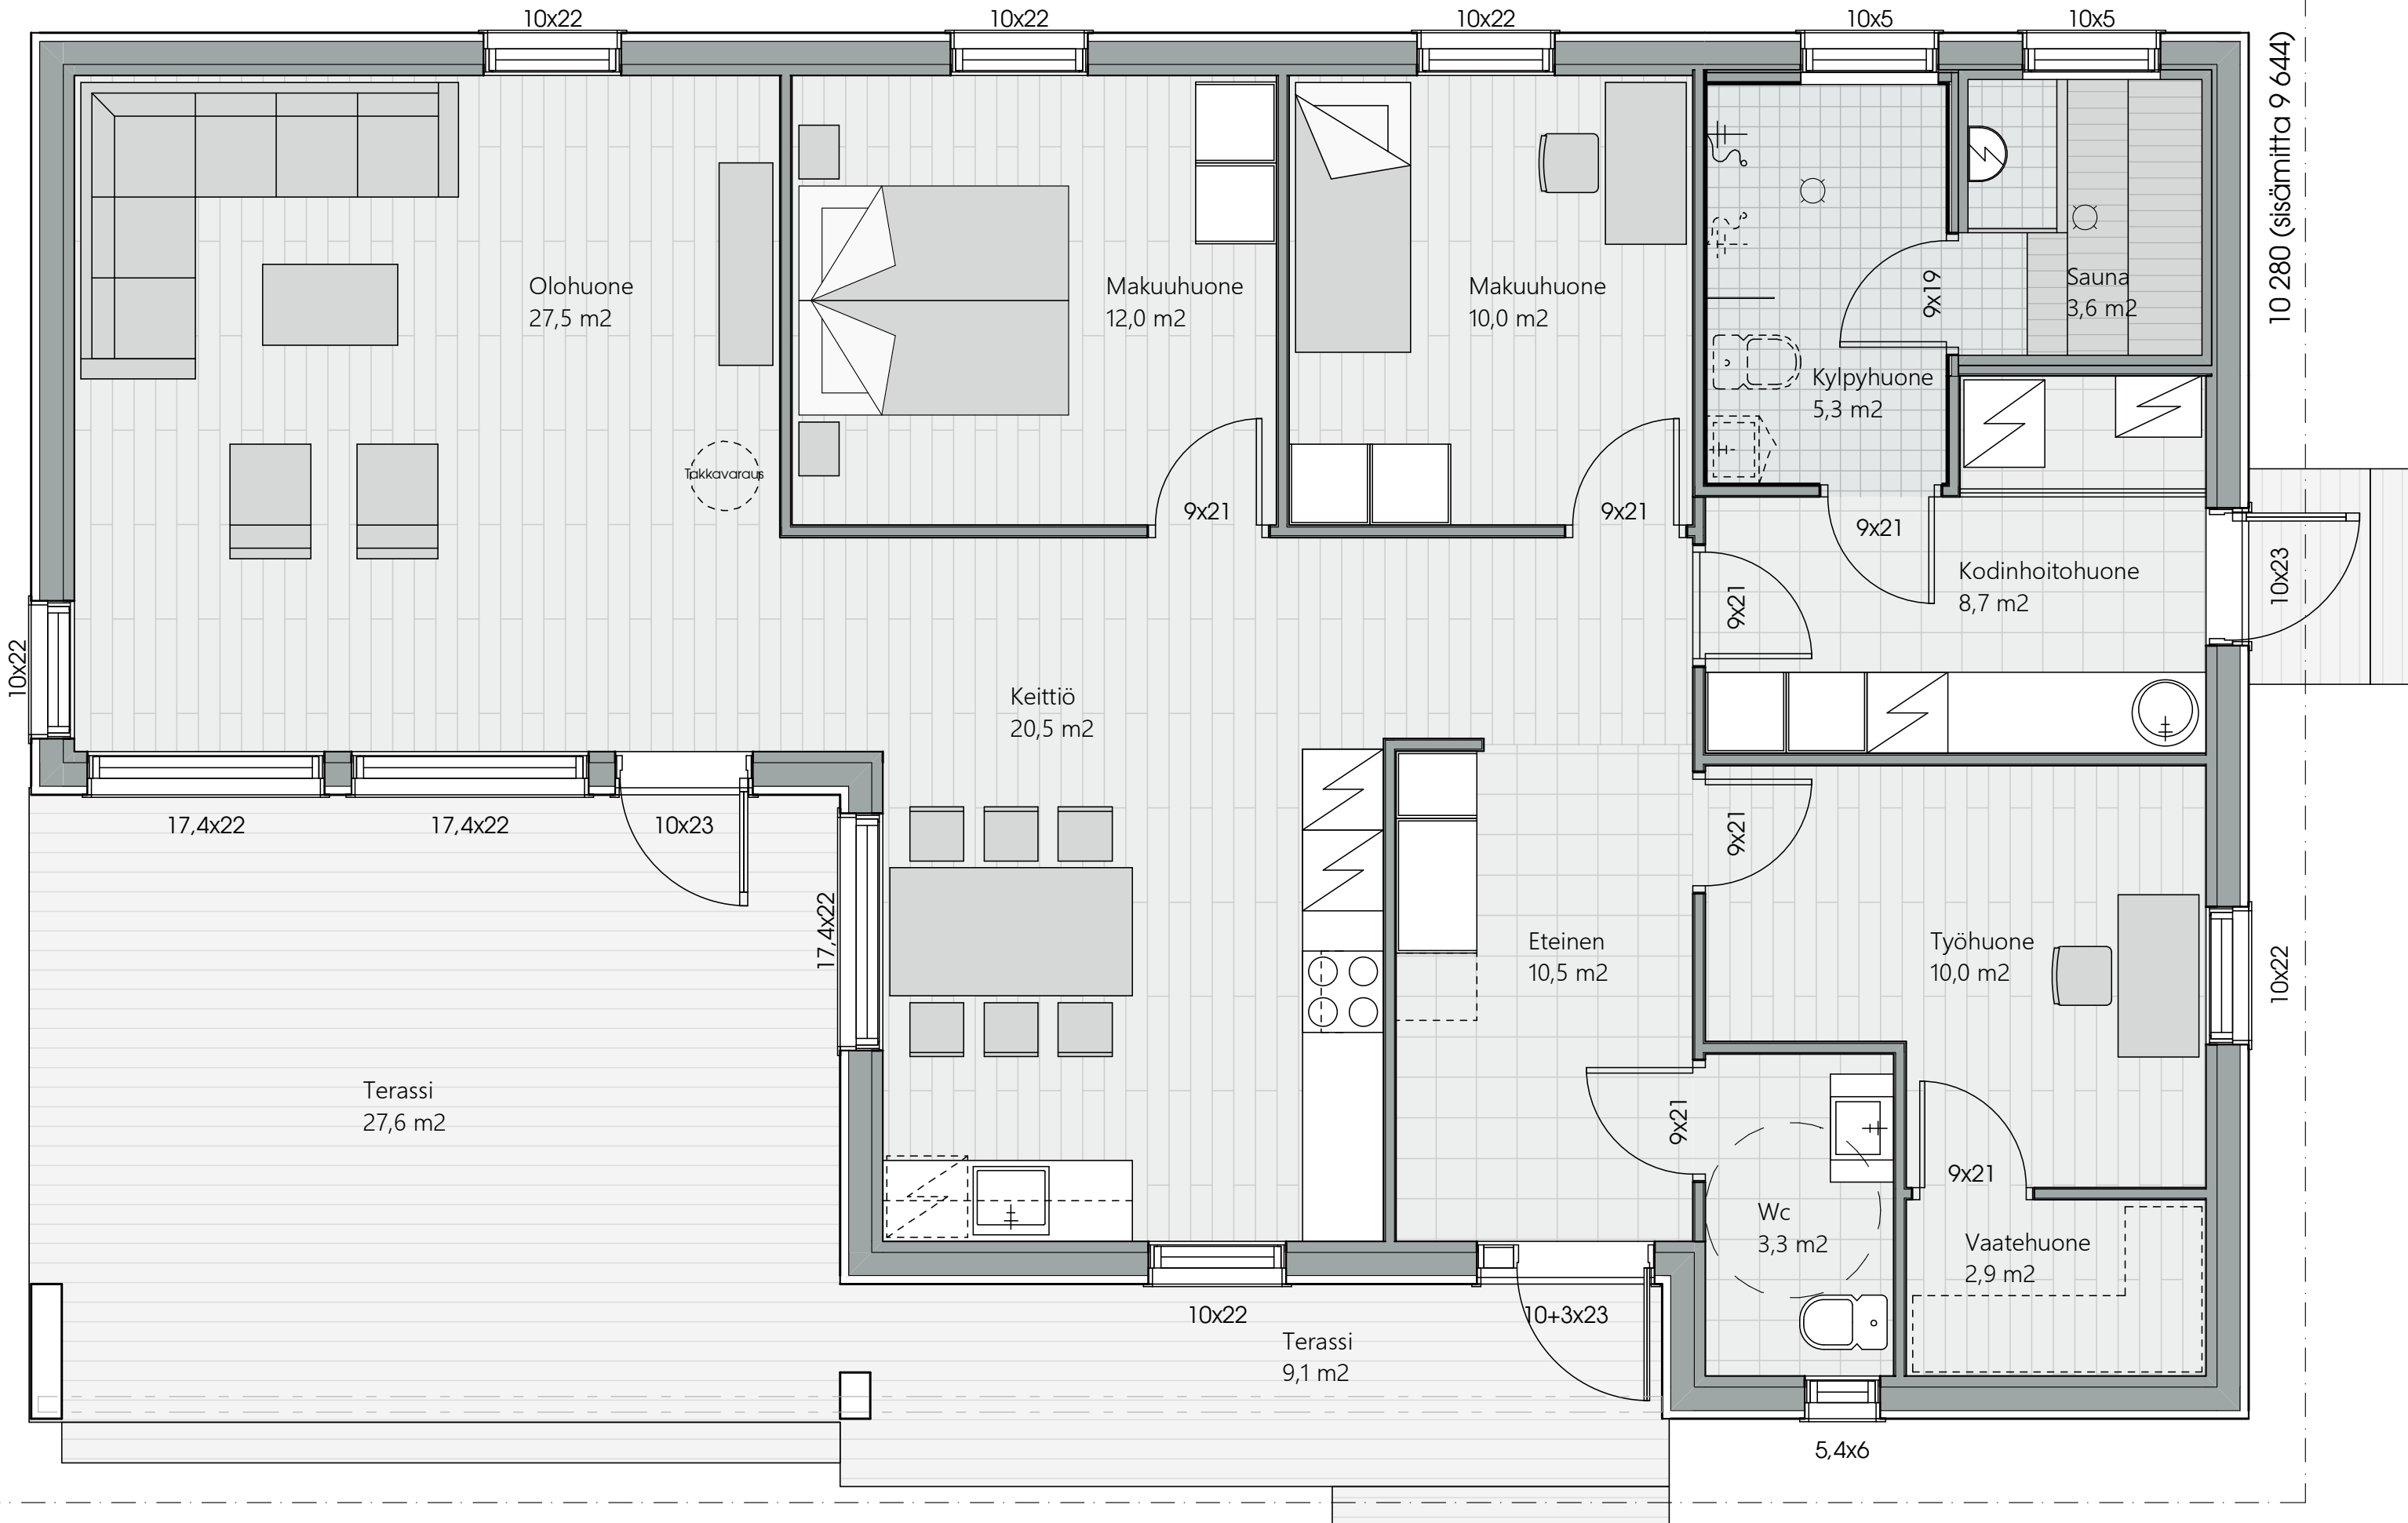 10x22
10x22
10x22
10x5
10x5
10 280 (sisämitta 9 644)
Olohuone
27,5 m2
Makuuhuone
12,0 m2
Makuuhuone
10,0 m2
9x19
Sauna
3,6 m2
Kylpyhuone
5,3 m2
Takkavaraus
9x21
9x21
9x21
Kodinhoitohuone
8,7 m2
10x23
9x21
10x22
Keittiö
20,5 m2
17,4x22
17,4x22
10x23
9x21
17,4x22
Eteinen
10,5 m2
Työhuone
10,0 m2
10x22
Terassi
27,6 m2
9x21
9x21
Wc
3,3 m2
Vaatehuone
2,9 m2
10x22
10+3x23
Terassi
9,1 m2
5,4x6